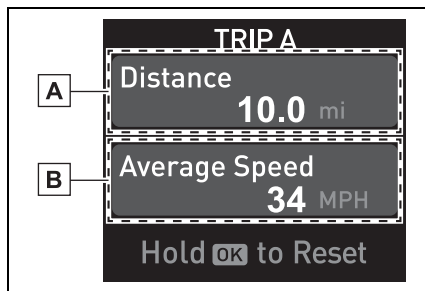 TRIP A
A
Distance
10.0 mi
B
Average Speed
34 MPH
Hold OK to Reset